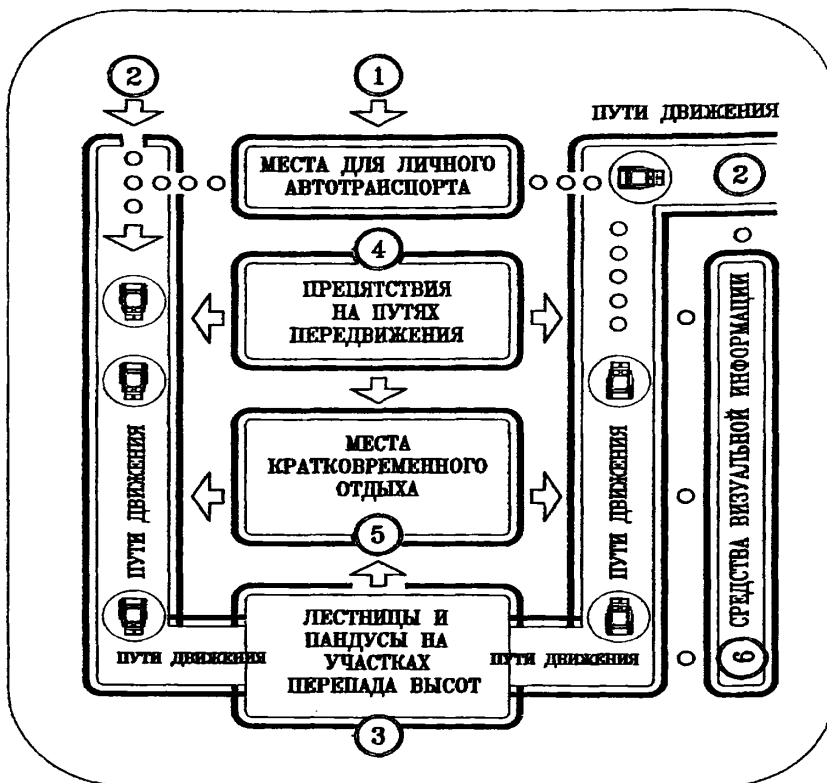 2
1
ПУТИ ДВИЖЕНИЯ
МЕСТА ДЛЯ ЛИЧНОГО
АВТОТРАНСПОРТА
2
4
ПРЕПЯТСТВИЯ
НА ПУТЯХ
ПЕРЕДВИЖЕНИЯ
МЕСТА
КРАТКОВРЕМЕННОГО
ОТДЫХА
5
ПУТИ ДВИЖЕНИЯ
ПУТИ ДВИЖЕНИЯ
СРЕДСТВА ВИЗУАЛЬНОЙ ИНФОРМАЦИИ
6
ЛЕСТНИЦЫ И
ПАНДУСЫ НА
УЧАСТКАХ
ПЕРЕПАДА ВЫСОТ
ПУТИ ДВИЖЕНИЯ
ПУТИ ДВИЖЕНИЯ
3